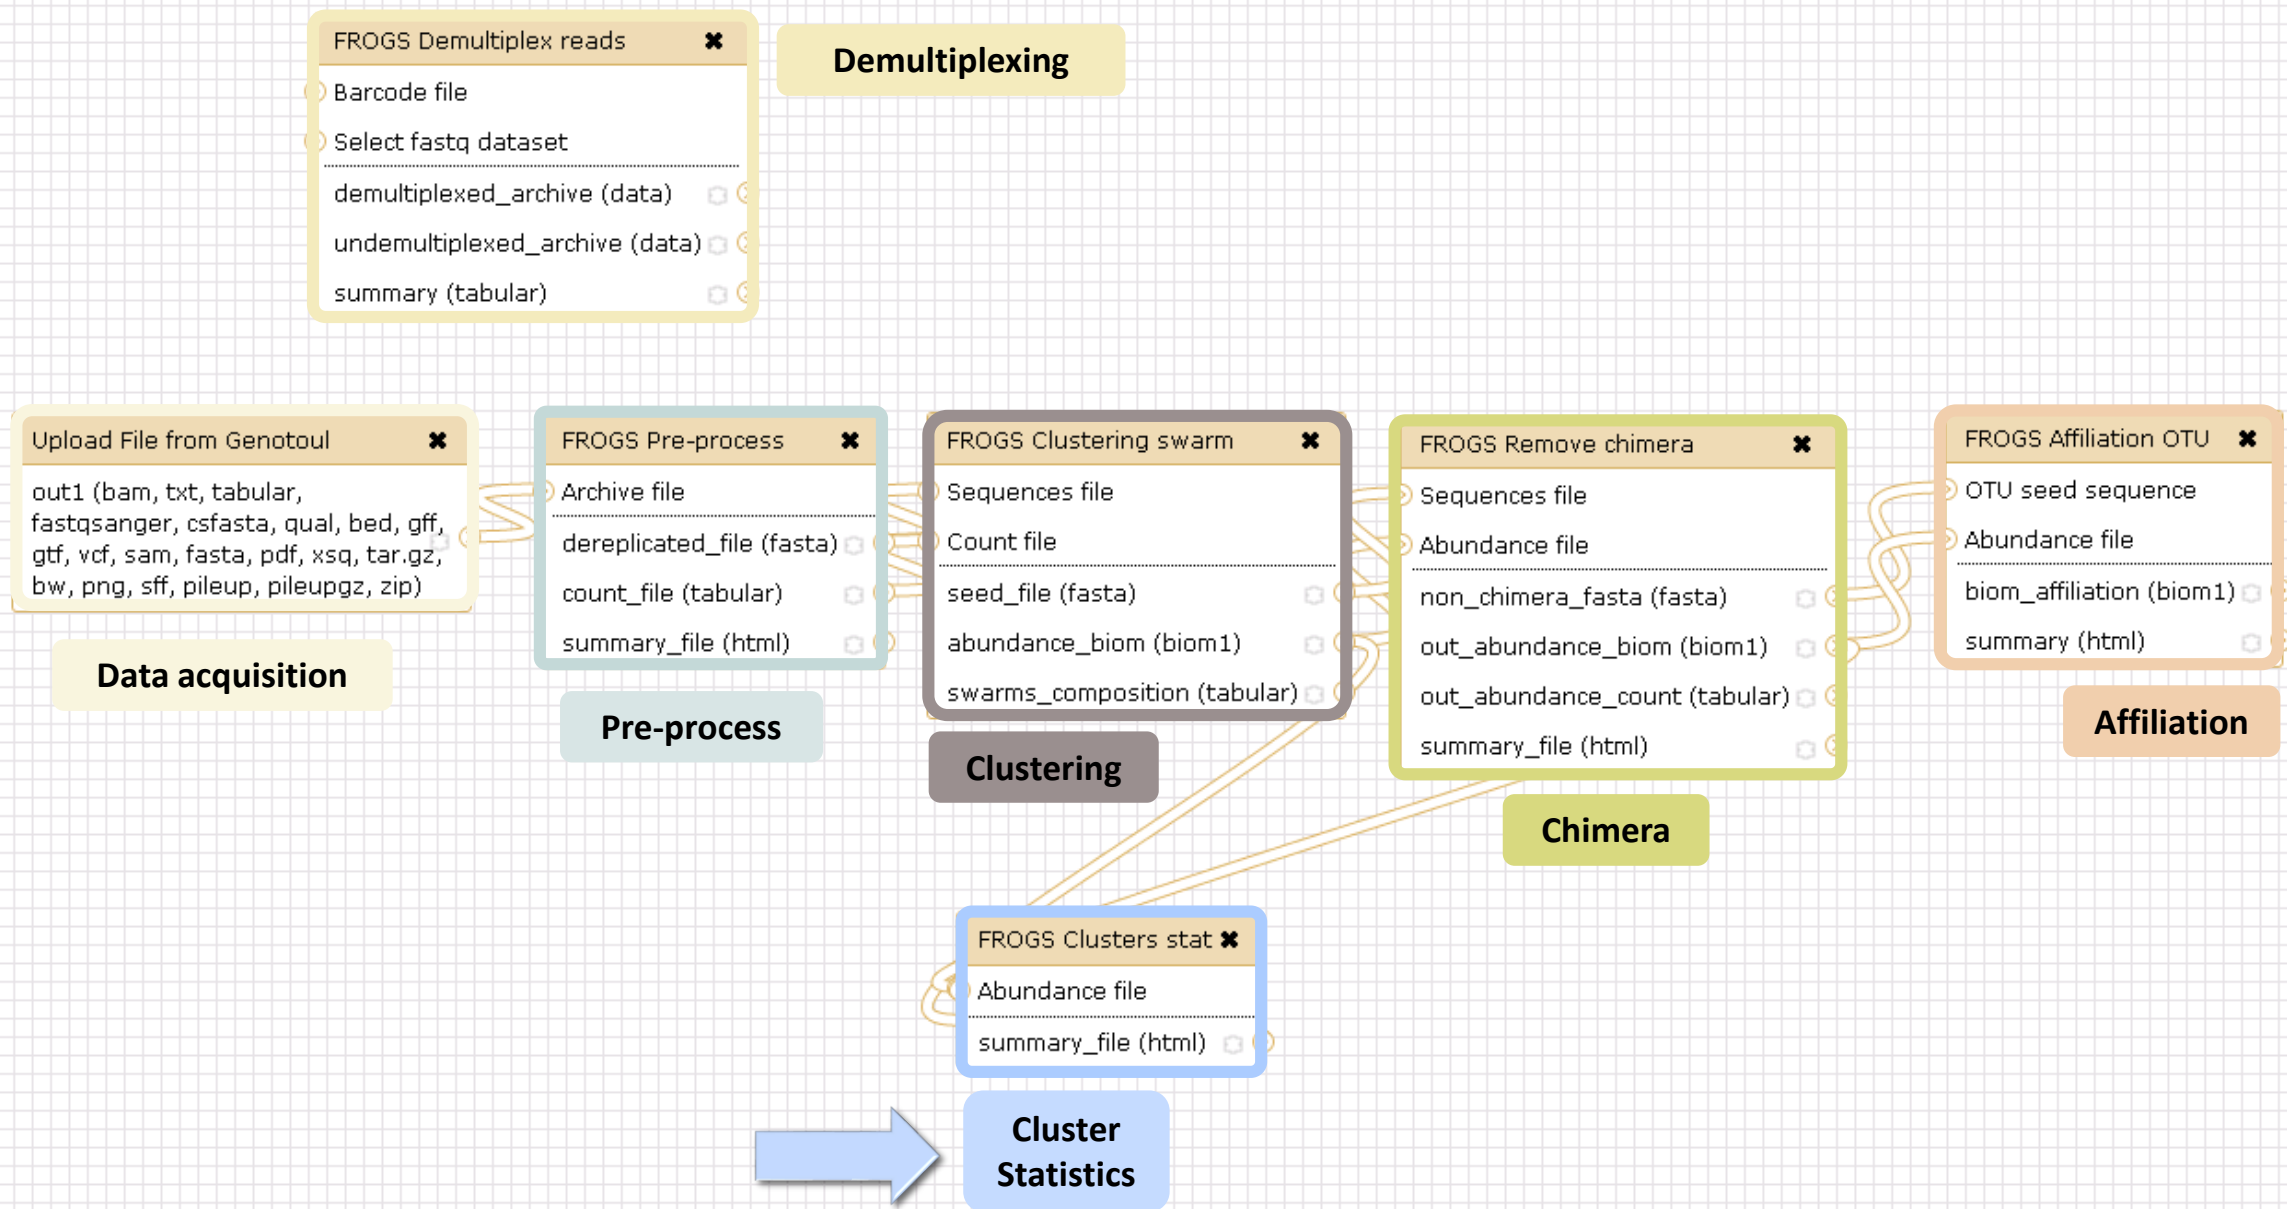 FROGS Demultiplex reads
Barcode file
Select fastq dataset
demultiplexed_archive (data)
undemultiplexed_archive (data)
summary (tabular)
Demultiplexing
Upload File from Genotoul
out1 (bam, txt, tabular,
fastqsanger, csfasta, qual, bed, gff,
gtf, vcf, sam, fasta, pdf, xsq, tar.gz,
bw, png, sff, pileup, pileupgz, zip)
Data acquisition
FROGS Pre-process
Archive file
dereplicated_file (fasta)
count_file (tabular)
summary_file (html)
Pre-process
FROGS Clustering swarm
Sequences file
Count file
seed_file (fasta)
abundance_biom (biom1)
swarms_composition (tabular)
Clustering
FROGS Remove chimera
Sequences file
Abundance file
non_chimera_fasta (fasta)
out_abundance_biom (biom1)
out_abundance_count (tabular)
summary_file (html)
Chimera
FROGS Affiliation OTU
OTU seed sequence
Abundance file
biom_affiliation (biom1)
summary (html)
Affiliation
FROGS Clusters stat
Abundance file
summary_file (html)
Cluster
Statistics